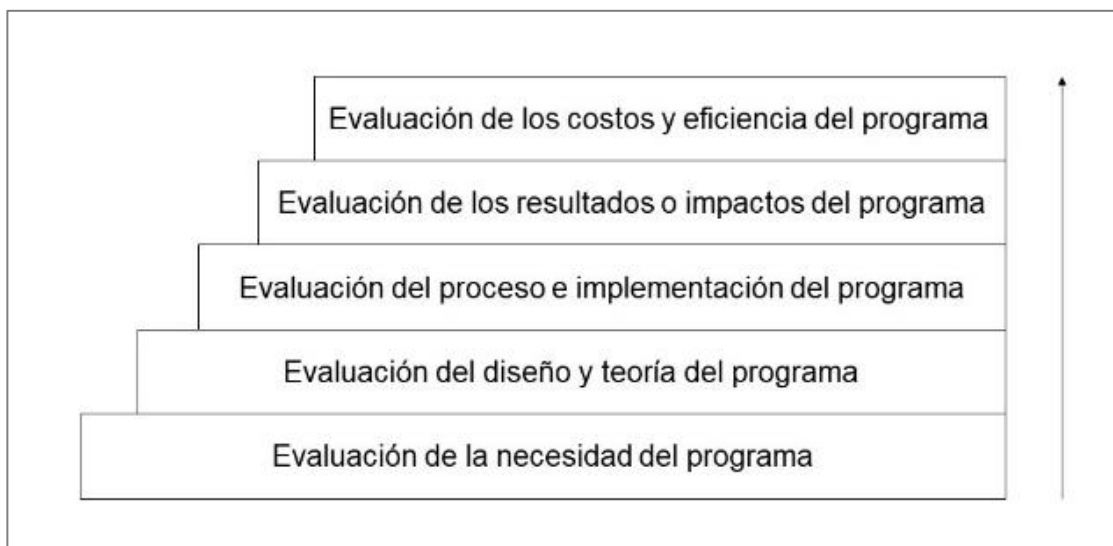 Evaluación de los costos y eficiencia del programa
Evaluación de los resultados o impactos del programa
Evaluación del proceso e implementación del programa
Evaluación del diseño y teoría del programa
Evaluación de la necesidad del programa